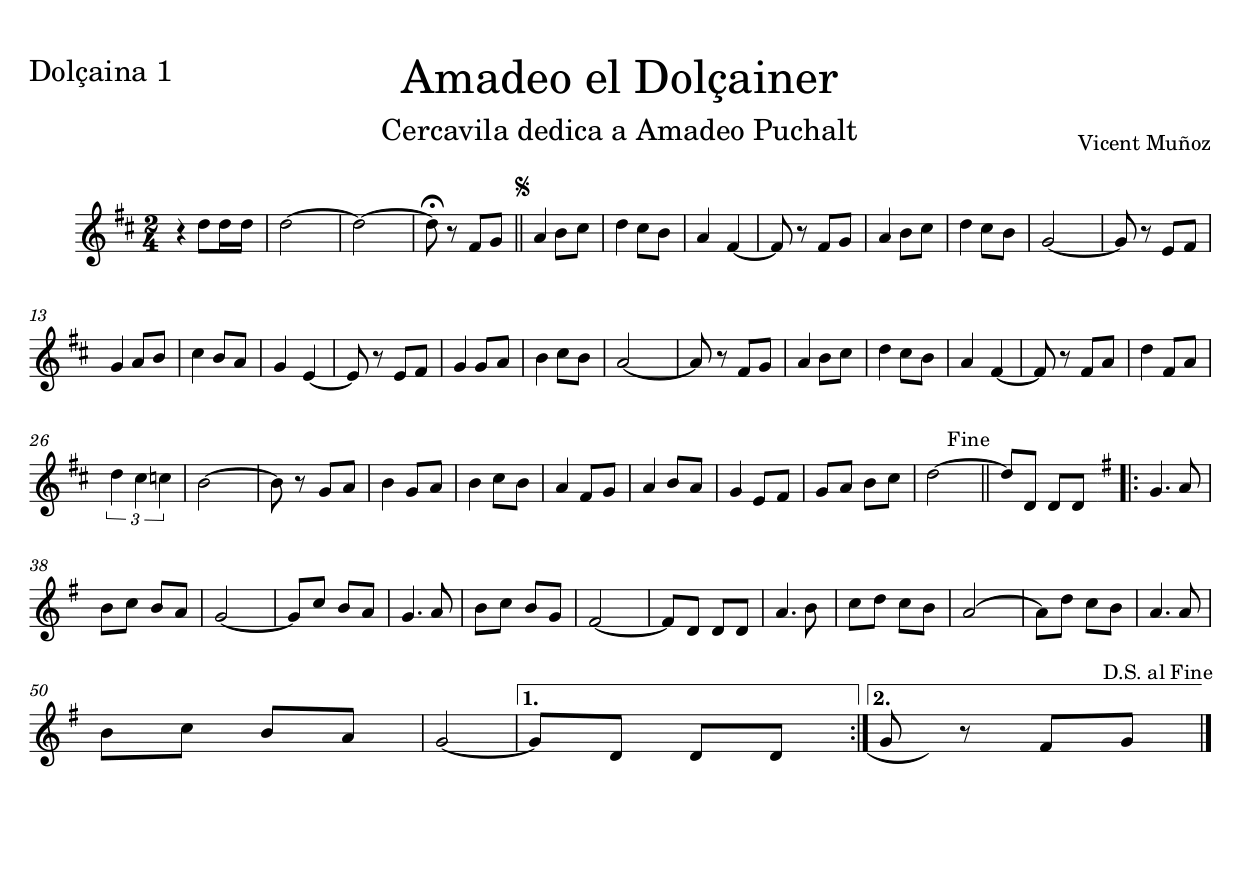 Dolçaina 1
Amadeo el Dolçainer
Cercavila dedica a Amadeo Puchalt
Vicent Muñoz
2
4
13
26
3
Fine
38
50
1.
2.
D.S. al Fine